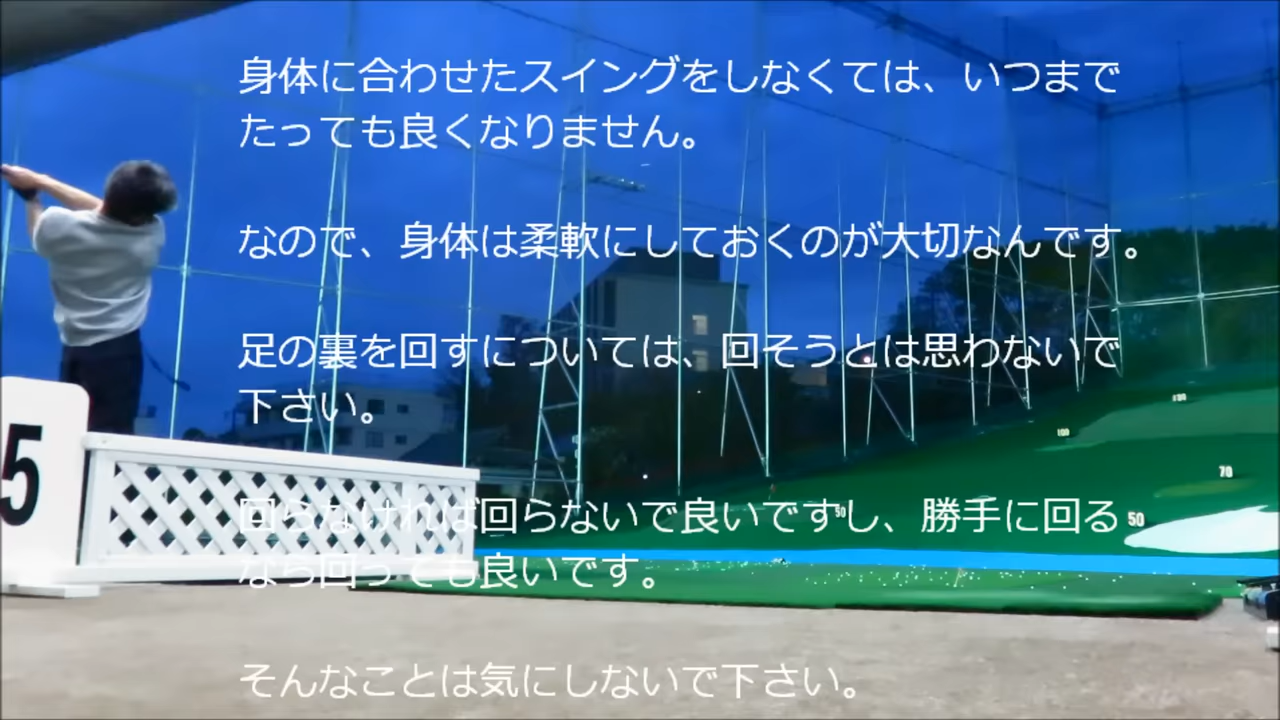 身体に合わせたスイングをしなくては、いつまで
たっても良くなりません。
なので、身体は柔軟にしておくのが大切なんです。
足の裏を回すについては、回そうとは思わないで
下さい。
回らなければ回らないで良いですし、勝手に回る
なら回っても良いです。
そんなことは気にしないで下さい。
5
100
70
50
50